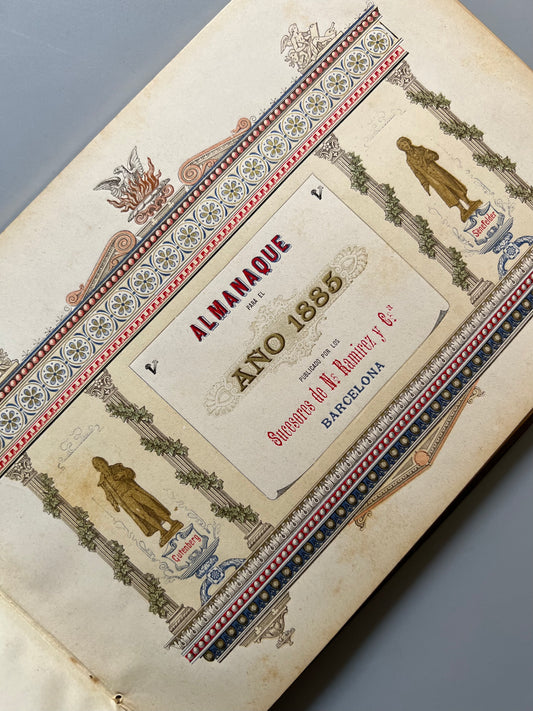 ALMANAQUE
PARA EL
AÑO 1885
PUBLICADO POR LOS
Sucesores de N. Ramirez y C.ia
BARCELONA
Gutenberg
Senefelder